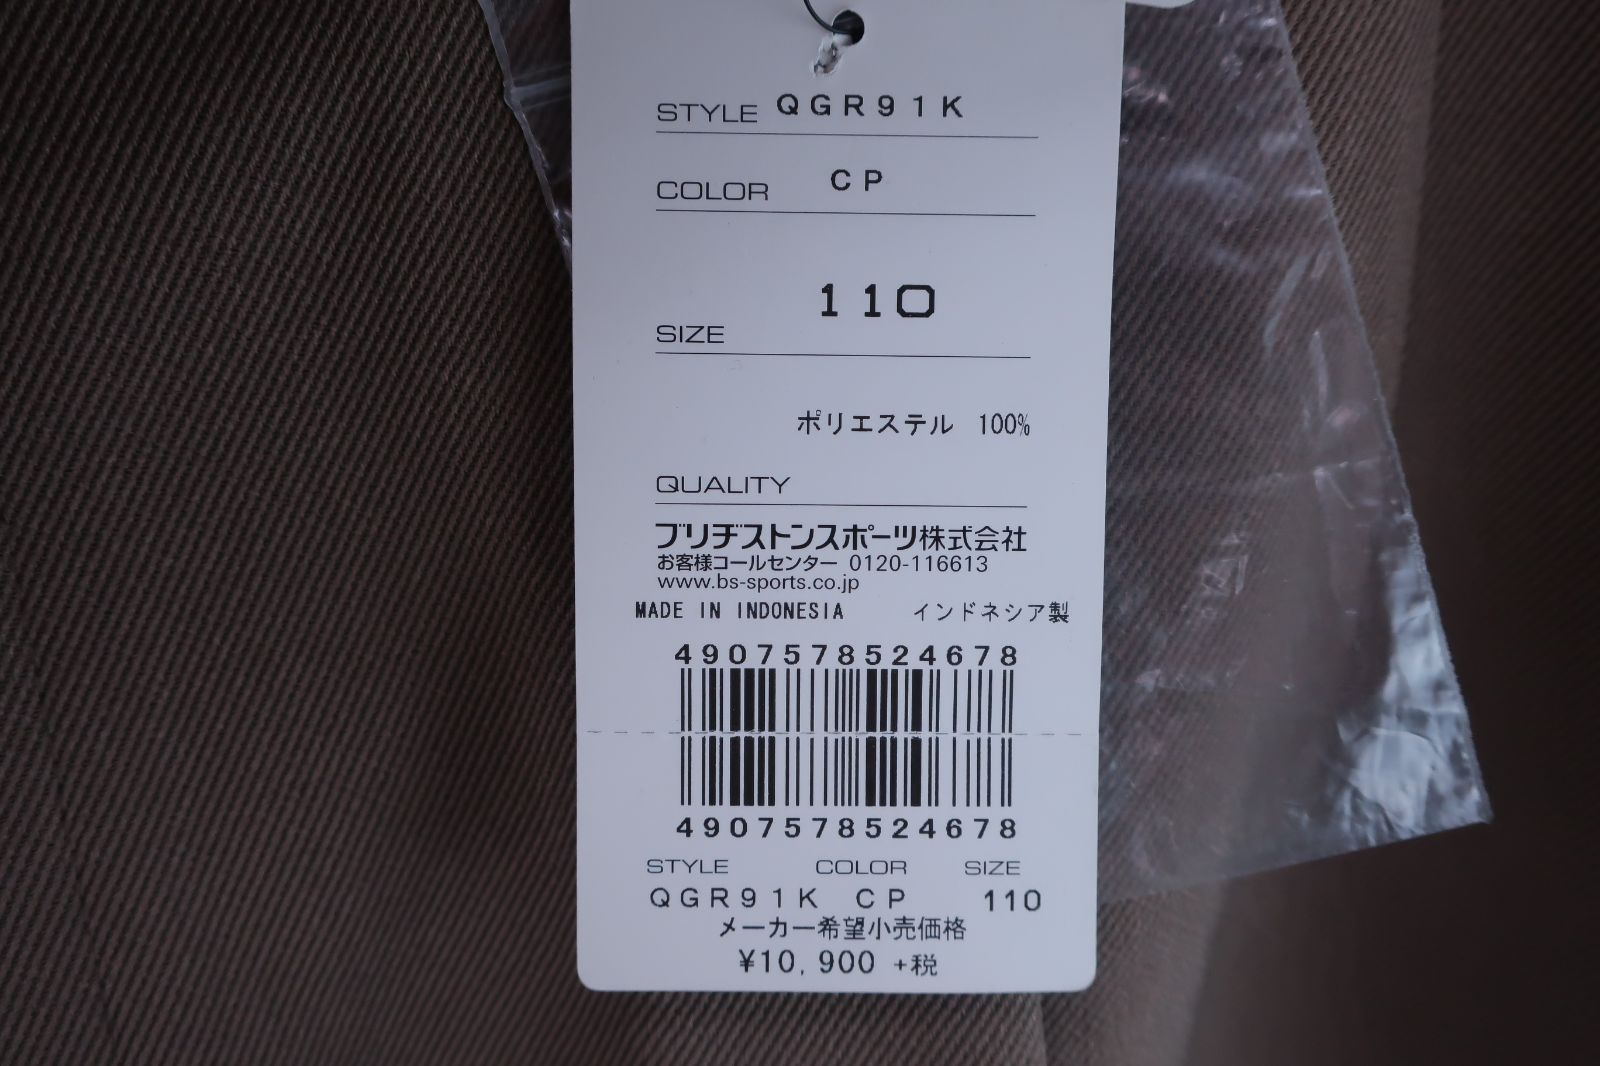 STYLE QGR91K
COLOR CP
110
SIZE
ポリエステル 100%
QUALITY
ブリヂストンスポーツ株式会社
お客様コールセンター 0120-116613
www.bs-sports.co.jp
MADE IN INDONESIA インドネシア製
4907578524678
4907578524678
STYLE COLOR SIZE
QGR91K CP 110
メーカー希望小売価格
¥10,900 +税